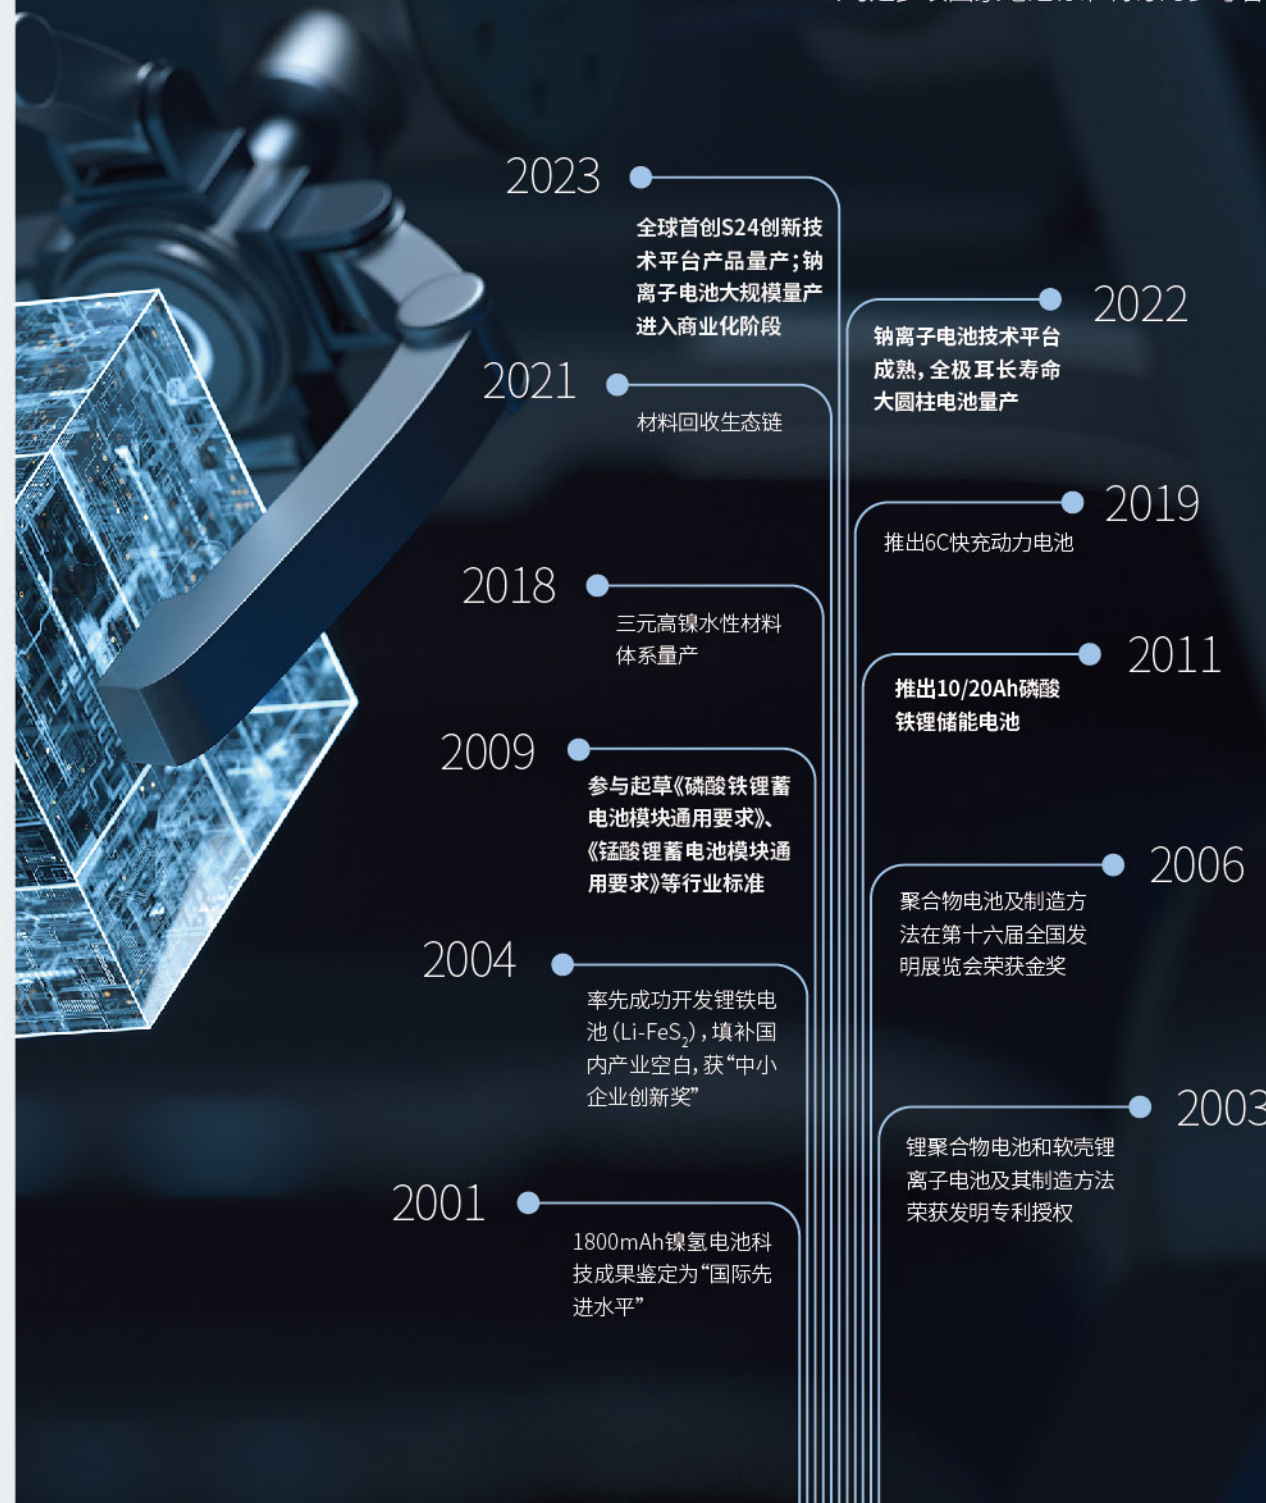 2023
全球首创S24创新技
术平台产品量产；钠
离子电池大规模量产
进入商业化阶段
2022
钠离子电池技术平台
成熟，全极耳长寿命
大圆柱电池量产
2021
材料回收生态链
2019
推出6C快充动力电池
2018
三元高镍水性材料
体系量产
2011
推出10/20Ah磷酸
铁锂储能电池
2009
参与起草《磷酸铁锂蓄
电池模块通用要求》、
《锰酸锂蓄电池模块通
用要求》等行业标准
2006
聚合物电池及制造方
法在第十六届全国发
明展览会荣获金奖
2004
率先成功开发锂铁电
池（Li-FeS₂），填补国
内产业空白，获“中小
企业创新奖”
2003
锂聚合物电池和软壳锂
离子电池及其制造方法
荣获发明专利授权
2001
1800mAh镍氢电池科
技成果鉴定为“国际先
进水平”